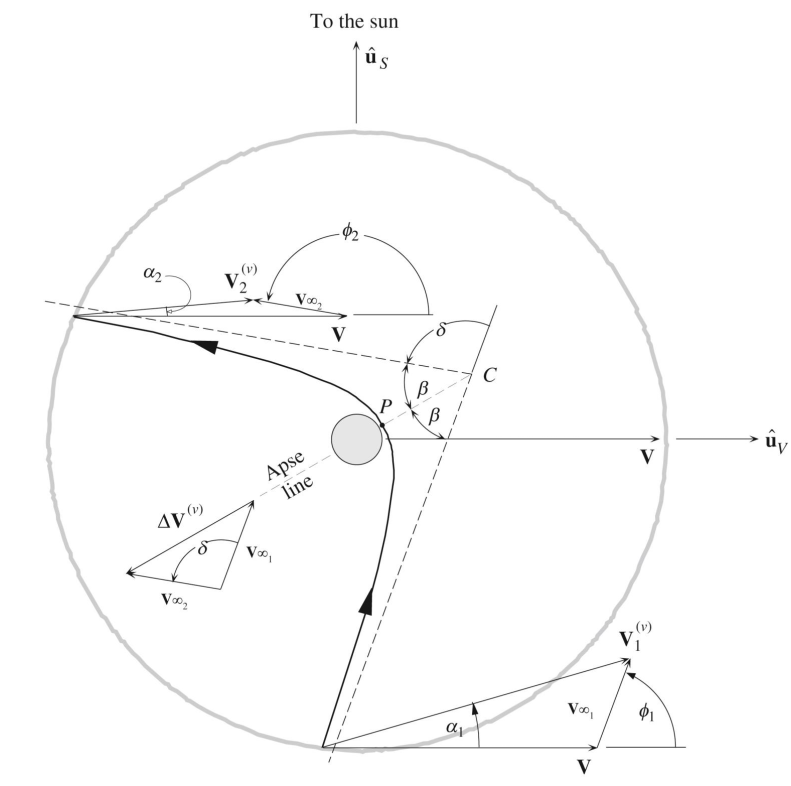 To the sun
û_S
ϕ₂
α₂
V₂^(v)
v∞₂
V
δ
C
β
P
β
V
û_V
Apse
line
ΔV^(v)
δ
v∞₁
v∞₂
V₁^(v)
v∞₁
ϕ₁
α₁
V